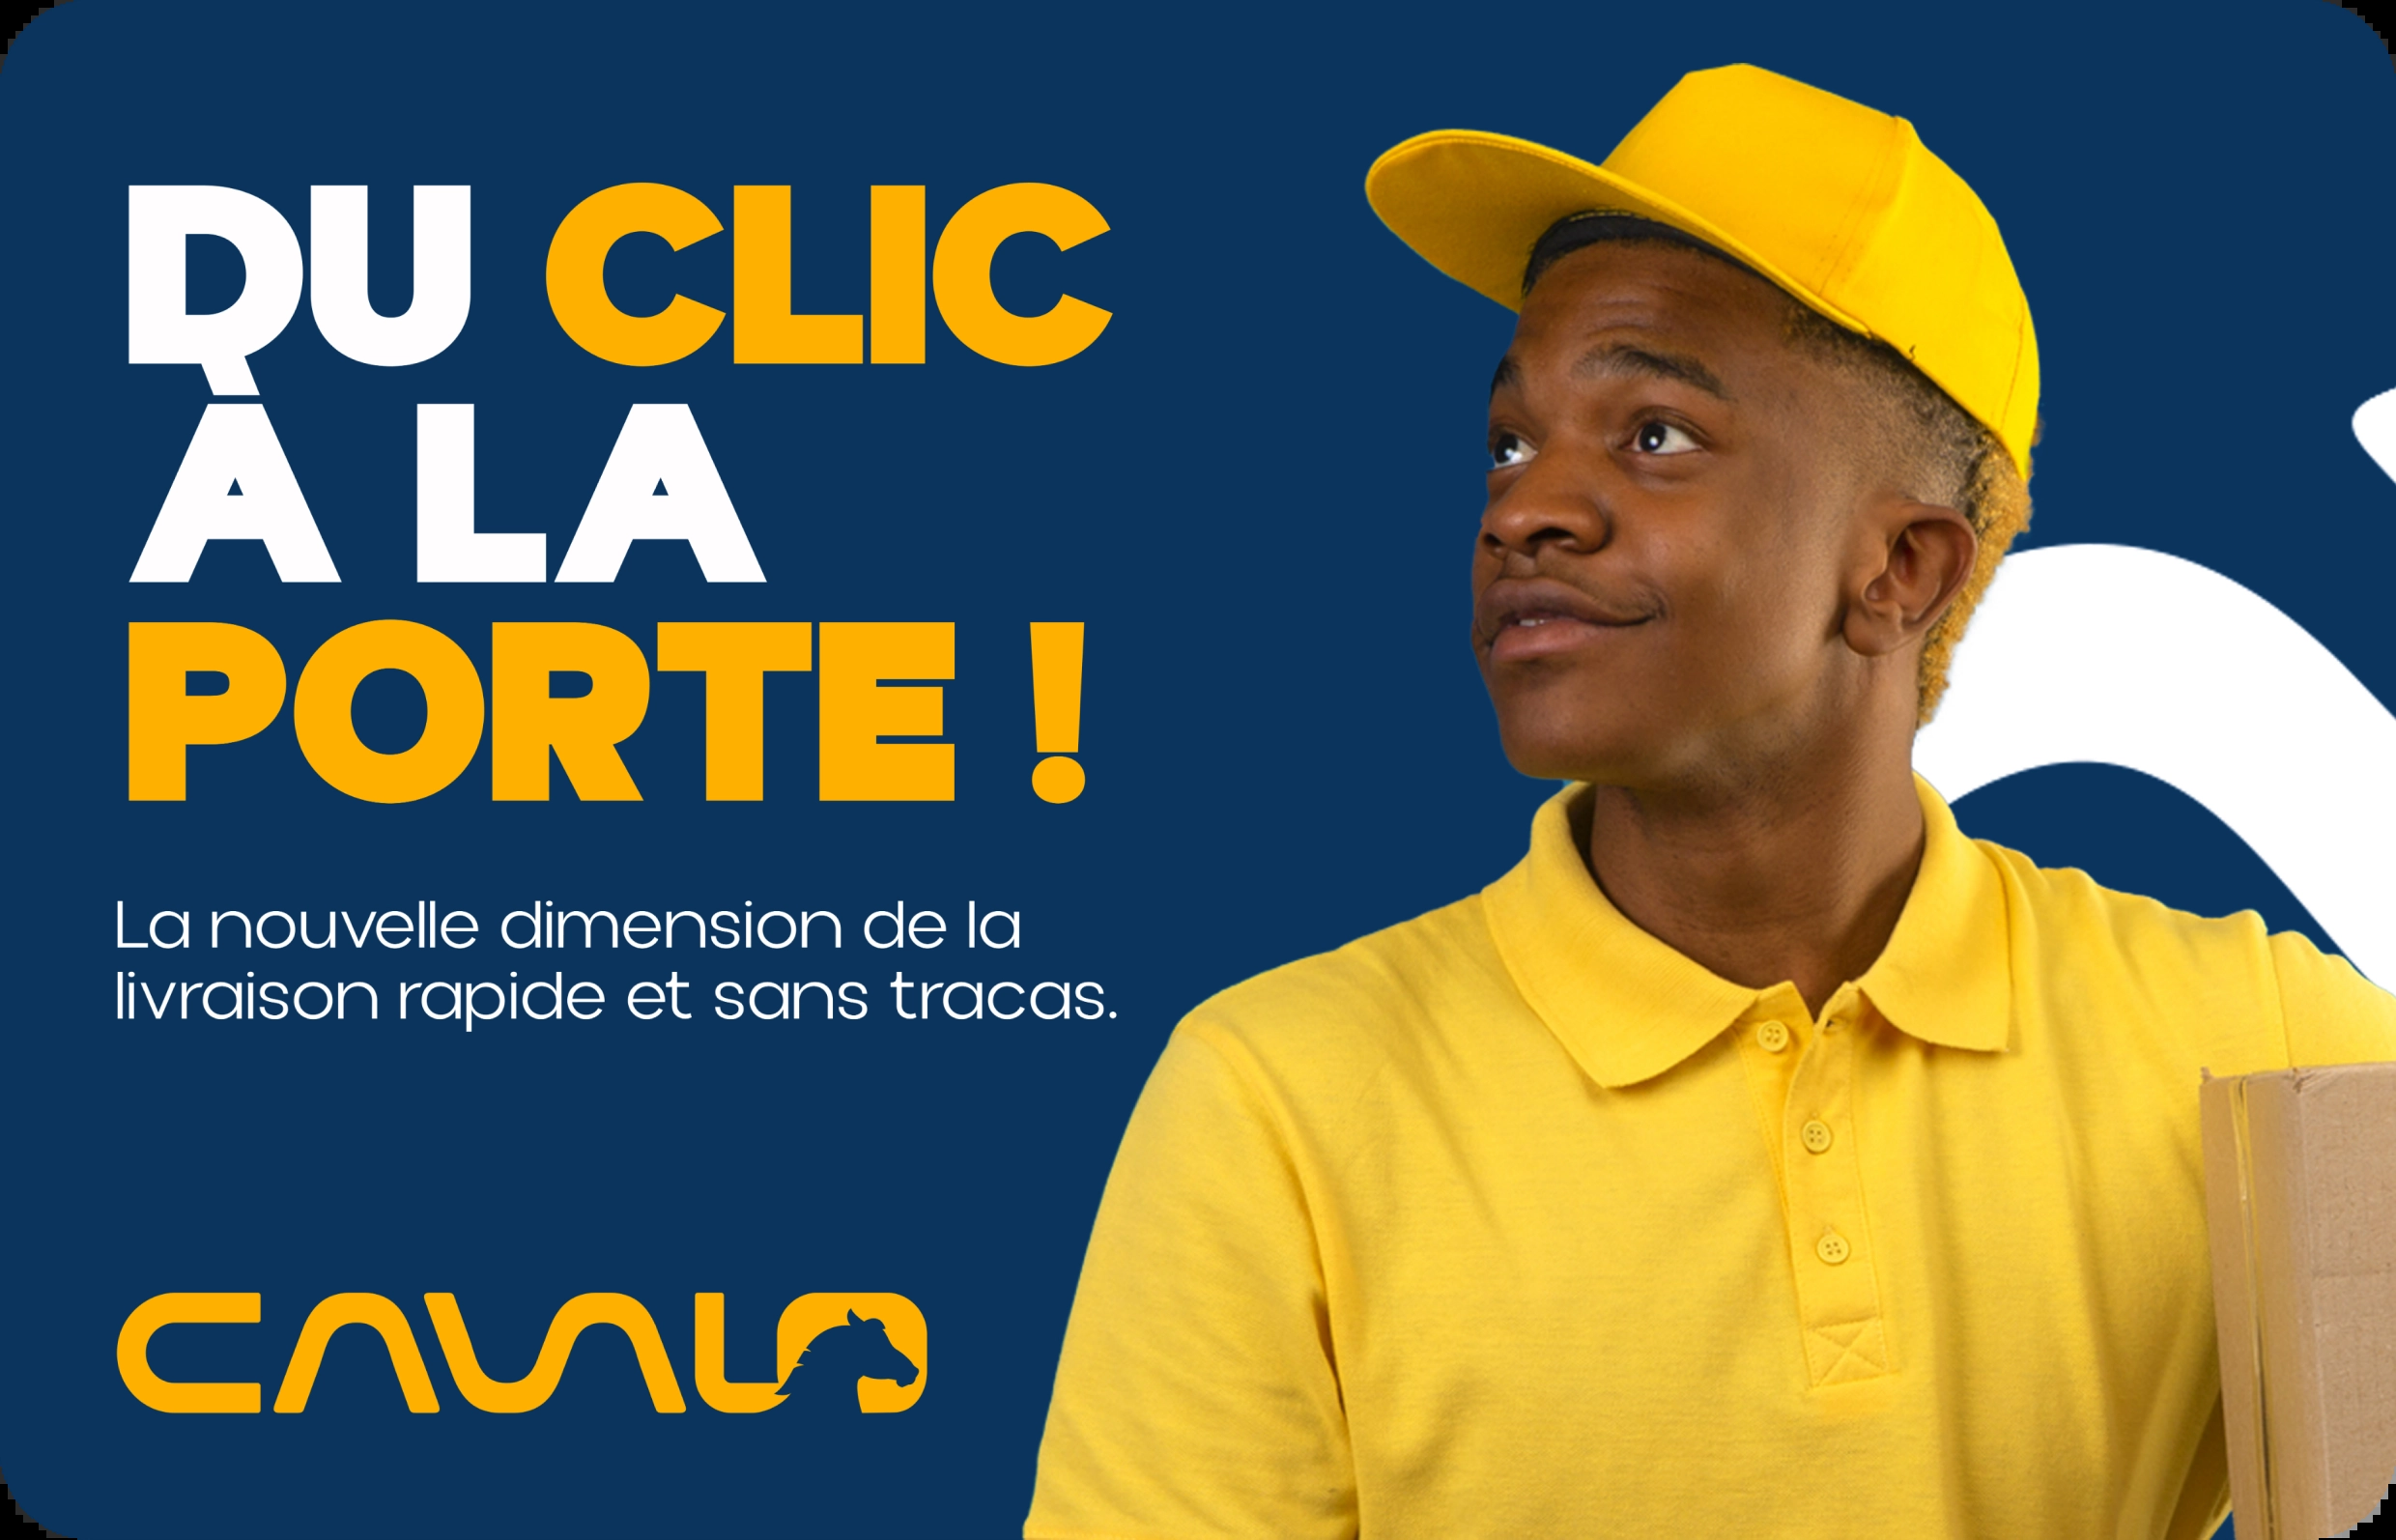 DU CLIC
À LA
PORTE !
La nouvelle dimension de la
livraison rapide et sans tracas.
CAVALO